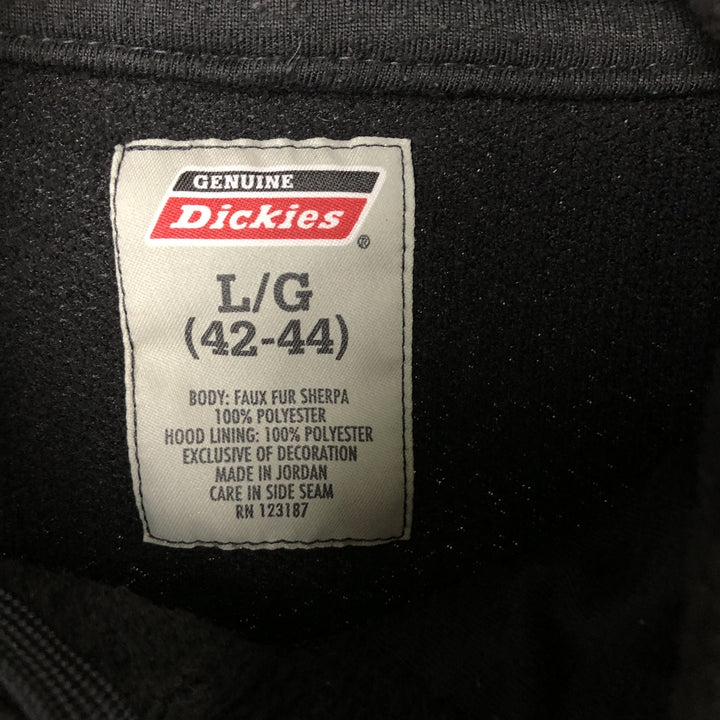 GENUINE
Dickies
®
L/G
(42-44)
BODY: FAUX FUR SHERPA
100% POLYESTER
HOOD LINING: 100% POLYESTER
EXCLUSIVE OF DECORATION
MADE IN JORDAN
CARE IN SIDE SEAM
RN 123187